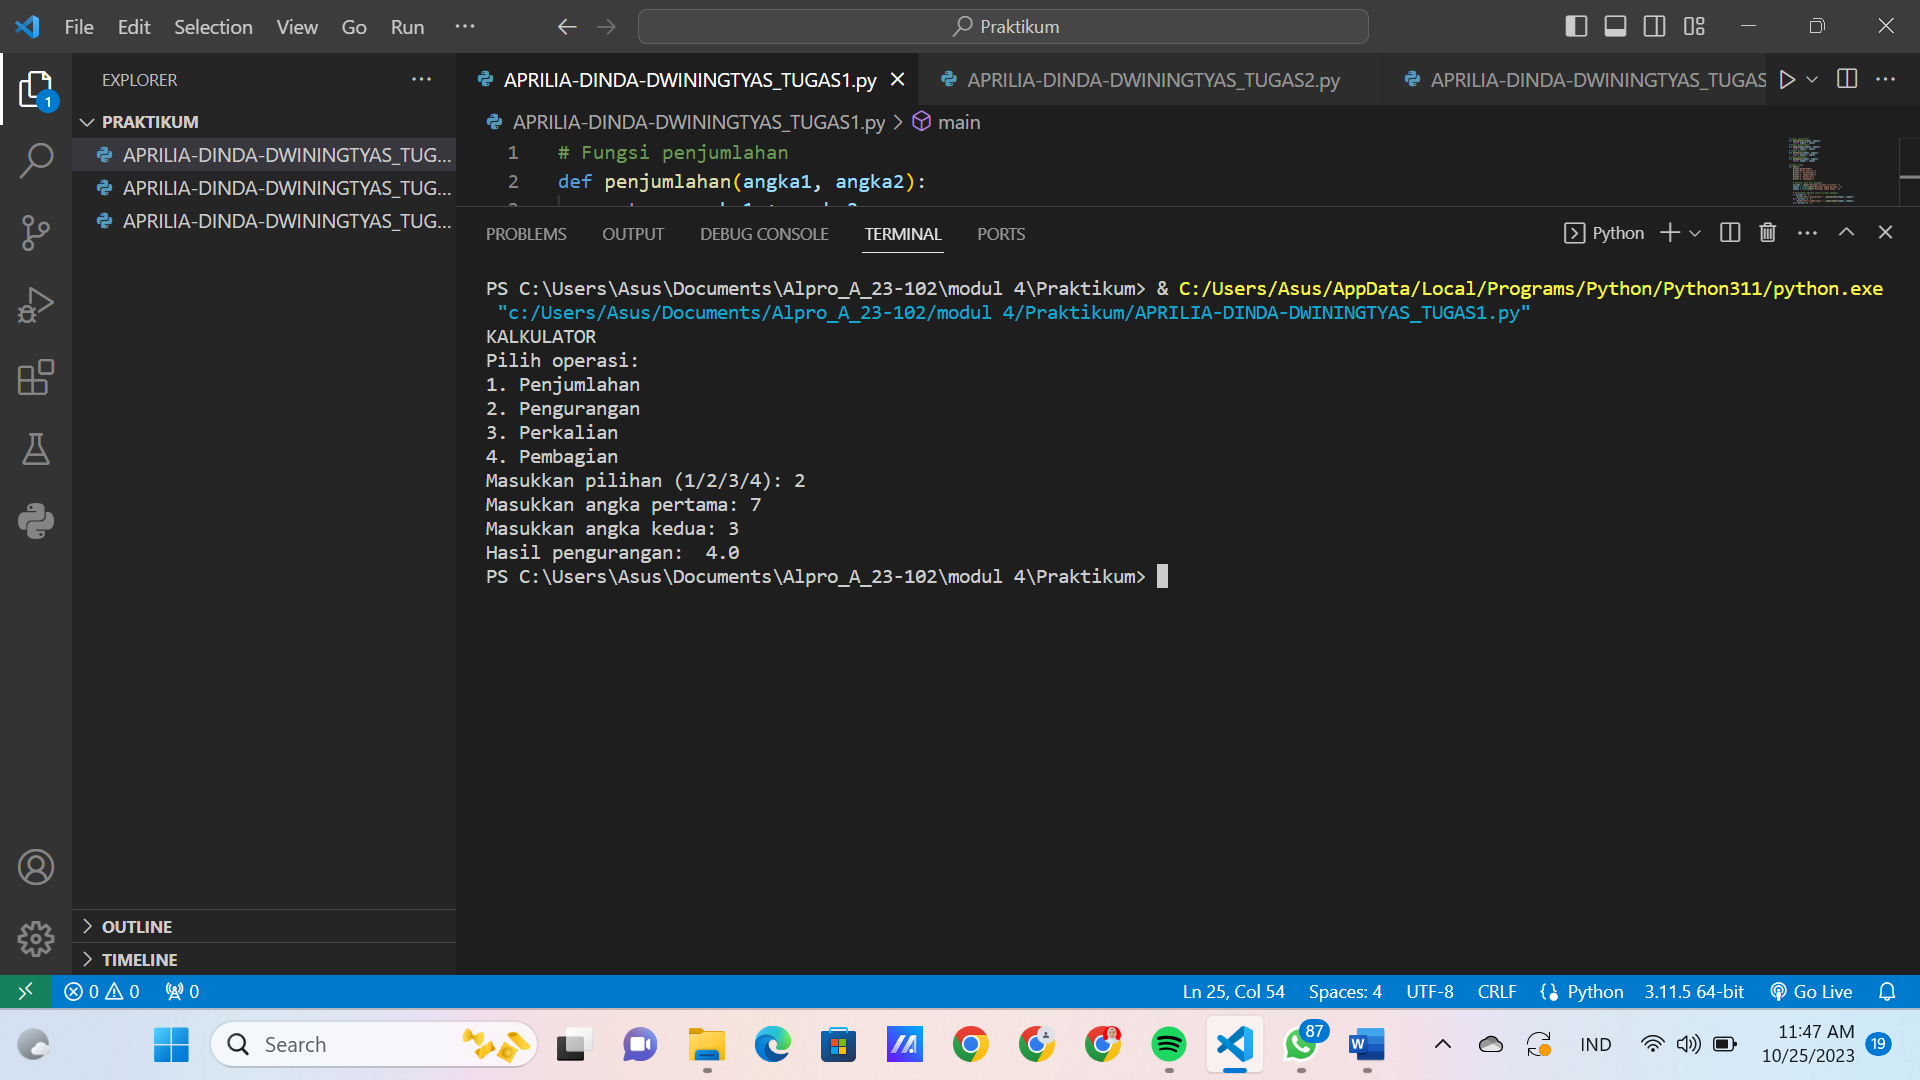 File Edit Selection View Go Run ···
Praktikum
EXPLORER
PRAKTIKUM
APRILIA-DINDA-DWININGTYAS_TUG...
APRILIA-DINDA-DWININGTYAS_TUG...
APRILIA-DINDA-DWININGTYAS_TUG...
OUTLINE
TIMELINE
1
APRILIA-DINDA-DWININGTYAS_TUGAS1.py APRILIA-DINDA-DWININGTYAS_TUGAS2.py APRILIA-DINDA-DWININGTYAS_TUGAS
APRILIA-DINDA-DWININGTYAS_TUGAS1.py > main
1 # Fungsi penjumlahan
2 def penjumlahan(angka1, angka2):
PROBLEMS OUTPUT DEBUG CONSOLE TERMINAL PORTS
Python
PS C:\Users\Asus\Documents\Alpro_A_23-102\modul 4\Praktikum> & C:/Users/Asus/AppData/Local/Programs/Python/Python311/python.exe
"c:/Users/Asus/Documents/Alpro_A_23-102/modul 4/Praktikum/APRILIA-DINDA-DWININGTYAS_TUGAS1.py"
KALKULATOR
Pilih operasi:
1. Penjumlahan
2. Pengurangan
3. Perkalian
4. Pembagian
Masukkan pilihan (1/2/3/4): 2
Masukkan angka pertama: 7
Masukkan angka kedua: 3
Hasil pengurangan:  4.0
PS C:\Users\Asus\Documents\Alpro_A_23-102\modul 4\Praktikum>
0 0 0
Ln 25, Col 54 Spaces: 4 UTF-8 CRLF Python 3.11.5 64-bit Go Live
Search
87
IND
11:47 AM
10/25/2023
19